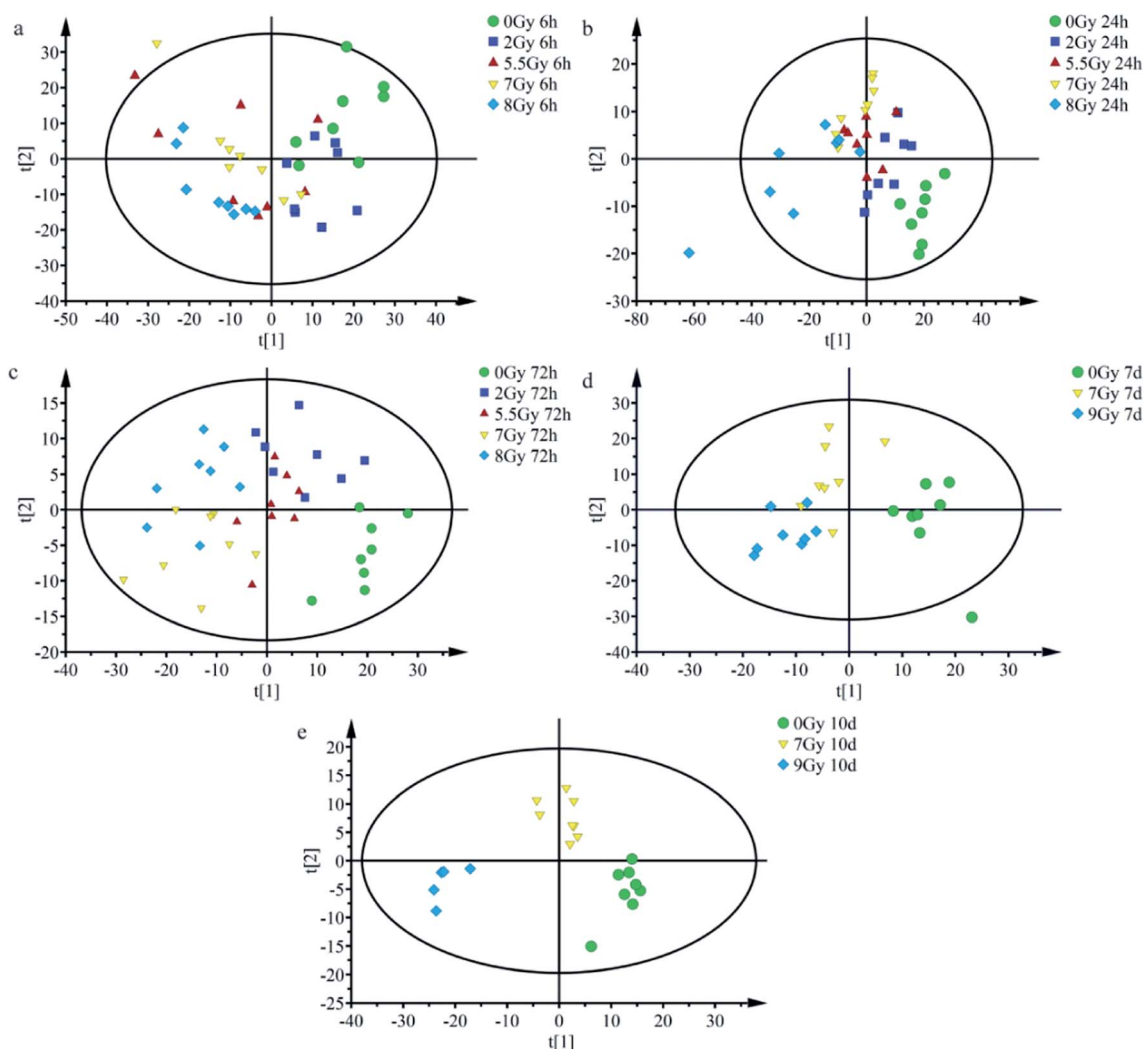 a
0Gy 6h
2Gy 6h
5.5Gy 6h
7Gy 6h
8Gy 6h
30
20
10
0
-10
-20
-30
-40
t[2]
-50 -40 -30 -20 -10 0 10 20 30 40
t[1]
b
0Gy 24h
2Gy 24h
5.5Gy 24h
7Gy 24h
8Gy 24h
30
20
10
0
-10
-20
-30
t[2]
-80 -60 -40 -20 0 20 40
t[1]
c
0Gy 72h
2Gy 72h
5.5Gy 72h
7Gy 72h
8Gy 72h
15
10
5
0
-5
-10
-15
-20
t[2]
-40 -30 -20 -10 0 10 20 30
t[1]
d
0Gy 7d
7Gy 7d
9Gy 7d
30
20
10
0
-10
-20
-30
-40
t[2]
-40 -30 -20 -10 0 10 20 30
t[1]
e
0Gy 10d
7Gy 10d
9Gy 10d
20
15
10
5
0
-5
-10
-15
-20
-25
t[2]
-40 -30 -20 -10 0 10 20 30
t[1]